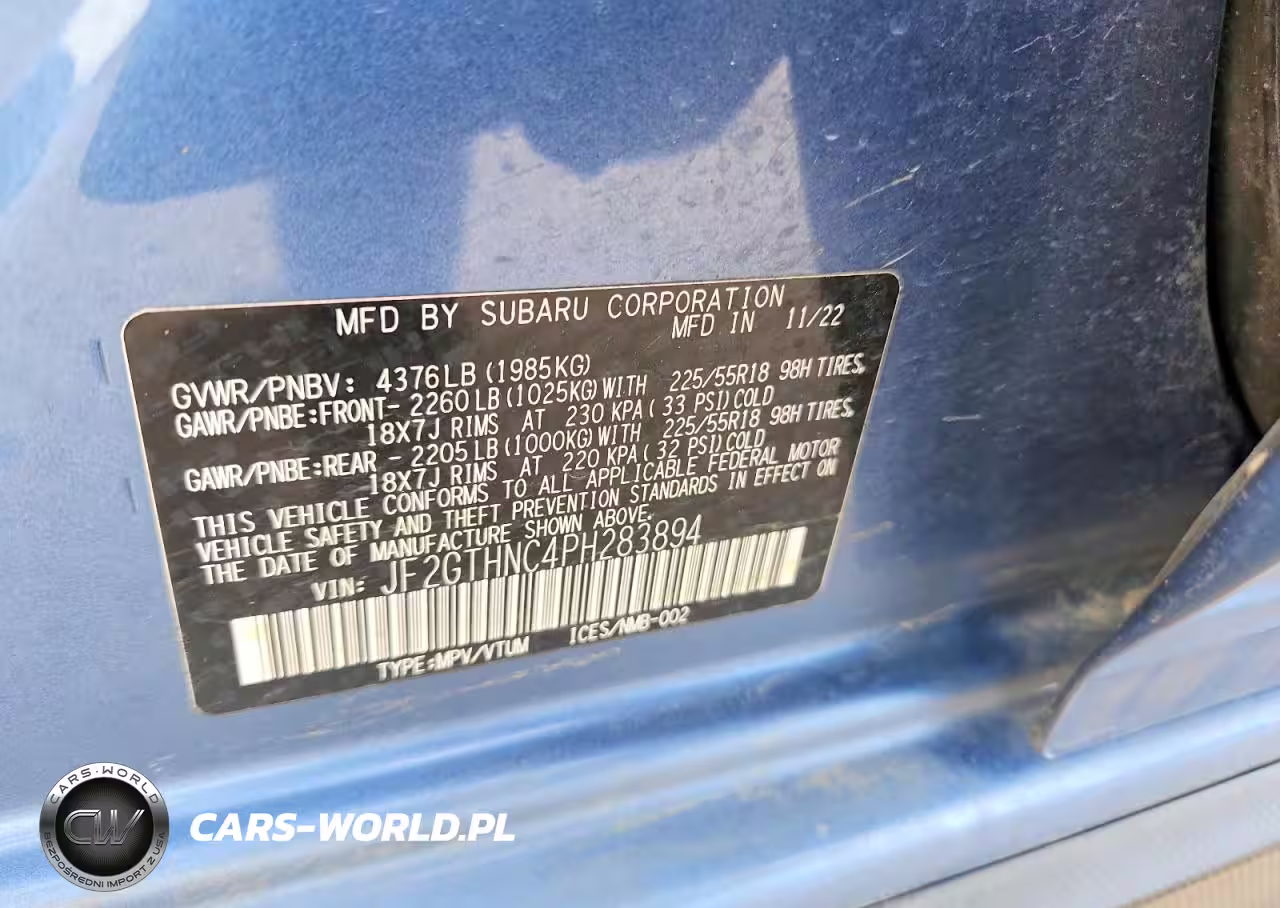 MFD BY SUBARU CORPORATION
MFD IN 11/22
GVWR/PNBV: 4376LB (1985KG)
GAWR/PNBE:FRONT- 2260LB (1025KG)WITH 225/55R18 98H TIRES,
18X7J RIMS AT 230 KPA( 33 PSI)COLD
GAWR/PNBE:REAR - 2205LB (1000KG)WITH 225/55R18 98H TIRES,
18X7J RIMS AT 220 KPA( 32 PSI)COLD
THIS VEHICLE CONFORMS TO ALL APPLICABLE FEDERAL MOTOR
VEHICLE SAFETY AND THEFT PREVENTION STANDARDS IN EFFECT ON
THE DATE OF MANUFACTURE SHOWN ABOVE.
VIN: JF2GTHNC4PH283894
TYPE:MPV/VTUM ICES/NMB-002
CARS-WORLD
CW
BEZPOŚREDNI IMPORT Z USA
CARS-WORLD.PL